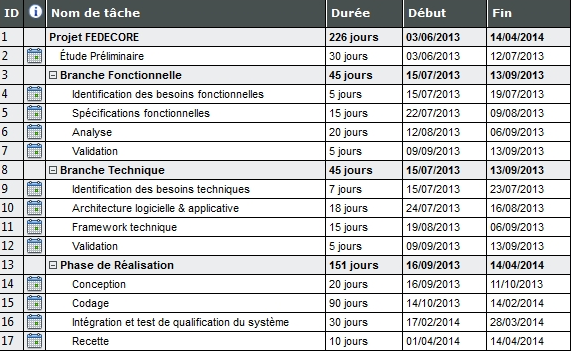 ID Nom de tâche Durée Début Fin
1 Projet FEDECORE 226 jours 03/06/2013 14/04/2014
2 Étude Préliminaire 30 jours 03/06/2013 12/07/2013
3 Branche Fonctionnelle 45 jours 15/07/2013 13/09/2013
4 Identification des besoins fonctionnelles 5 jours 15/07/2013 19/07/2013
5 Spécifications fonctionnelles 15 jours 22/07/2013 09/08/2013
6 Analyse 20 jours 12/08/2013 06/09/2013
7 Validation 5 jours 09/09/2013 13/09/2013
8 Branche Technique 45 jours 15/07/2013 13/09/2013
9 Identification des besoins techniques 7 jours 15/07/2013 23/07/2013
10 Architecture logicielle & applicative 18 jours 24/07/2013 16/08/2013
11 Framework technique 15 jours 19/08/2013 06/09/2013
12 Validation 5 jours 09/09/2013 13/09/2013
13 Phase de Réalisation 151 jours 16/09/2013 14/04/2014
14 Conception 20 jours 16/09/2013 11/10/2013
15 Codage 90 jours 14/10/2013 14/02/2014
16 Intégration et test de qualification du système 30 jours 17/02/2014 28/03/2014
17 Recette 10 jours 01/04/2014 14/04/2014